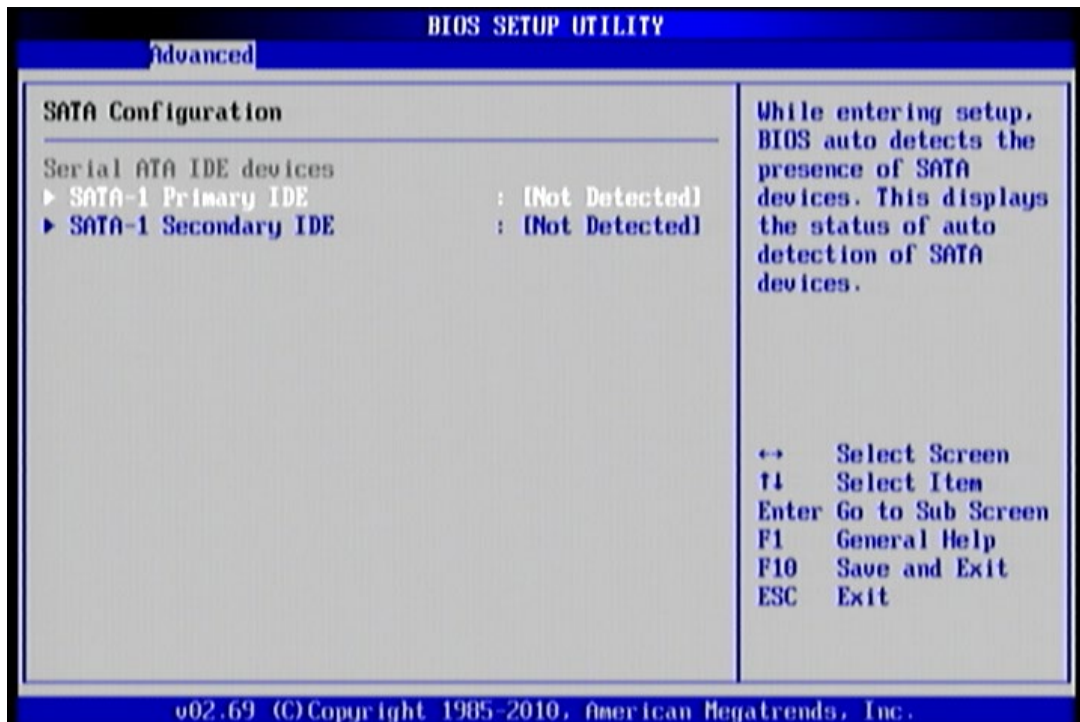 BIOS SETUP UTILITY
Advanced
SATA Configuration
Serial ATA IDE devices
▶ SATA-1 Primary IDE : [Not Detected]
▶ SATA-1 Secondary IDE : [Not Detected]
While entering setup,
BIOS auto detects the
presence of SATA
devices. This displays
the status of auto
detection of SATA
devices.
↔ Select Screen
↑↓ Select Item
Enter Go to Sub Screen
F1 General Help
F10 Save and Exit
ESC Exit
v02.69 (C)Copyright 1985-2010, American Megatrends, Inc.